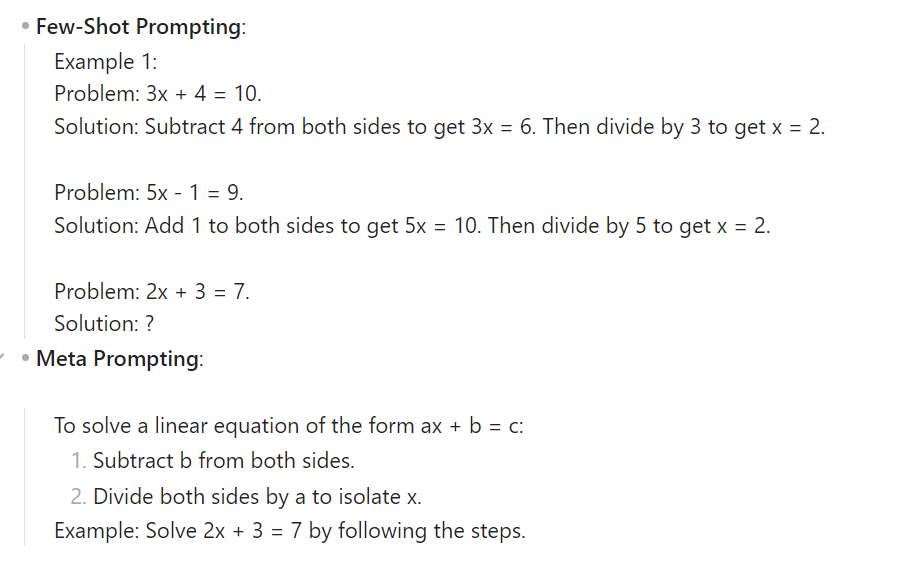 • Few-Shot Prompting:
Example 1:
Problem: 3x + 4 = 10.
Solution: Subtract 4 from both sides to get 3x = 6. Then divide by 3 to get x = 2.
Problem: 5x - 1 = 9.
Solution: Add 1 to both sides to get 5x = 10. Then divide by 5 to get x = 2.
Problem: 2x + 3 = 7.
Solution: ?
• Meta Prompting:
To solve a linear equation of the form ax + b = c:
1. Subtract b from both sides.
2. Divide both sides by a to isolate x.
Example: Solve 2x + 3 = 7 by following the steps.